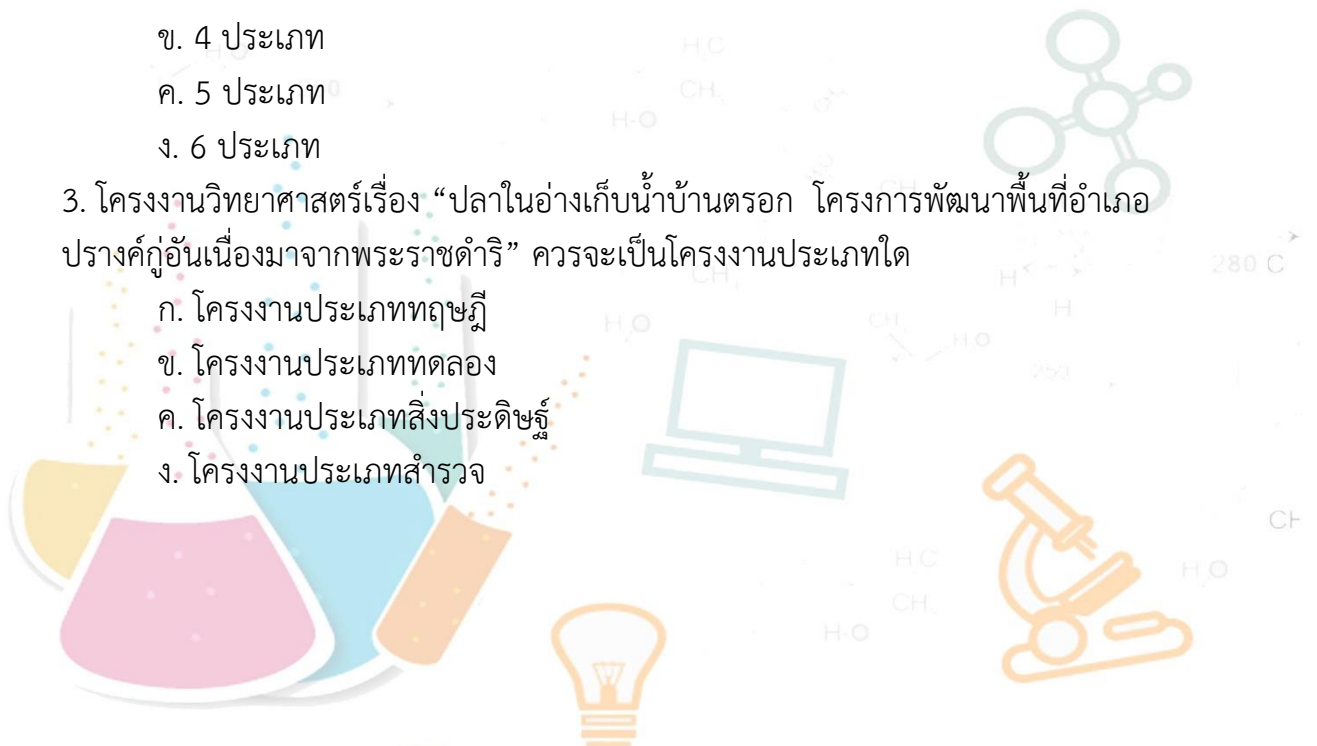 ข. 4 ประเภท
ค. 5 ประเภท
ง. 6 ประเภท
3. โครงงานวิทยาศาสตร์เรื่อง “ปลาในอ่างเก็บน้ำบ้านตรอก โครงการพัฒนาพื้นที่อำเภอ
ปรางค์กู่อันเนื่องมาจากพระราชดำริ” ควรจะเป็นโครงงานประเภทใด
ก. โครงงานประเภททฤษฎี
ข. โครงงานประเภททดลอง
ค. โครงงานประเภทสิ่งประดิษฐ์
ง. โครงงานประเภทสำรวจ
280 C